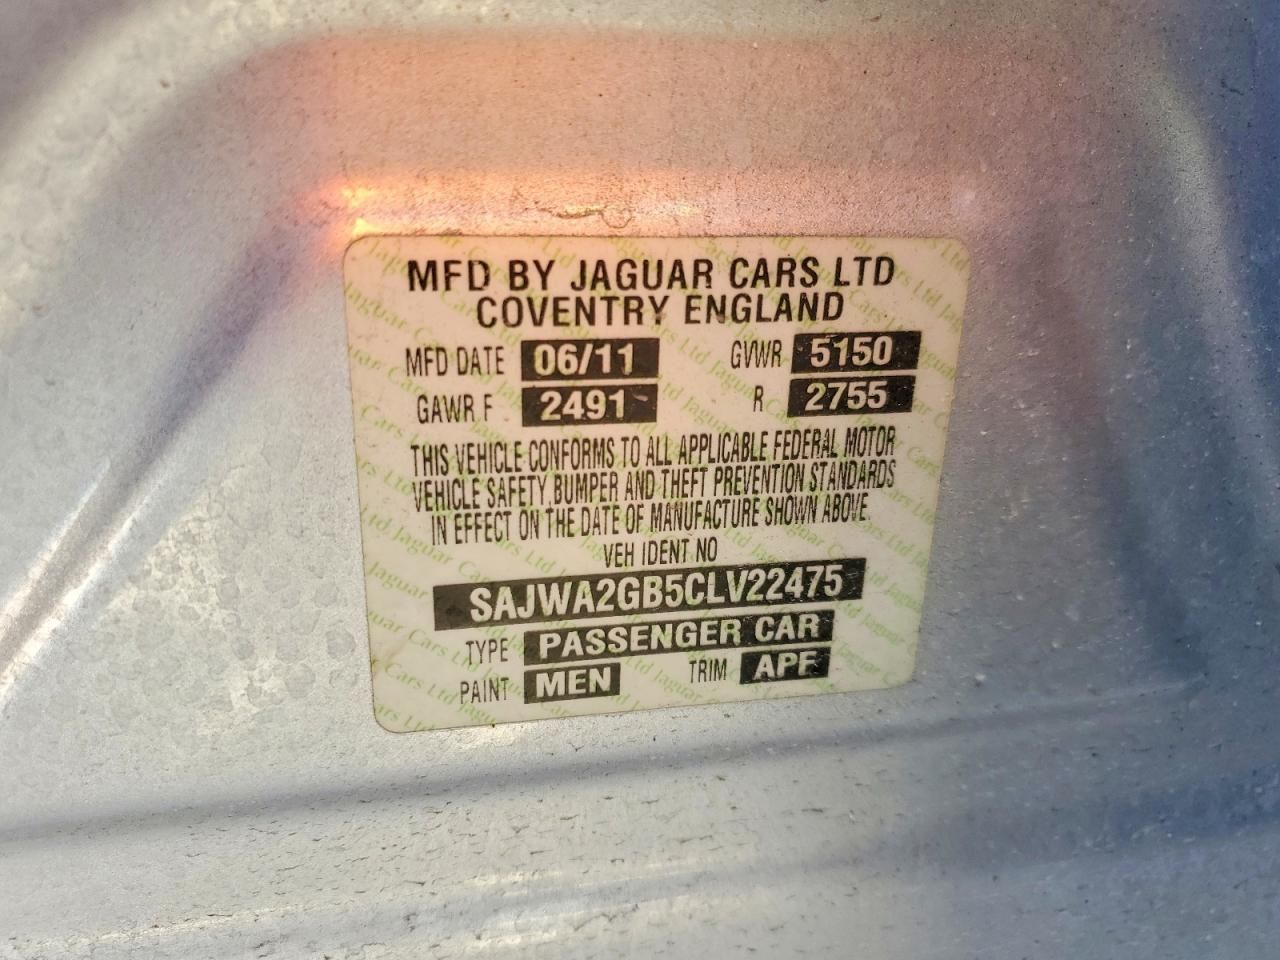 MFD BY JAGUAR CARS LTD
COVENTRY ENGLAND
MFD DATE 06/11 GVWR 5150
GAWR F 2491 R 2755
THIS VEHICLE CONFORMS TO ALL APPLICABLE FEDERAL MOTOR
VEHICLE SAFETY, BUMPER AND THEFT PREVENTION STANDARDS
IN EFFECT ON THE DATE OF MANUFACTURE SHOWN ABOVE.
VEH IDENT NO
SAJWA2GB5CLV22475
TYPE PASSENGER CAR
PAINT MEN TRIM APF